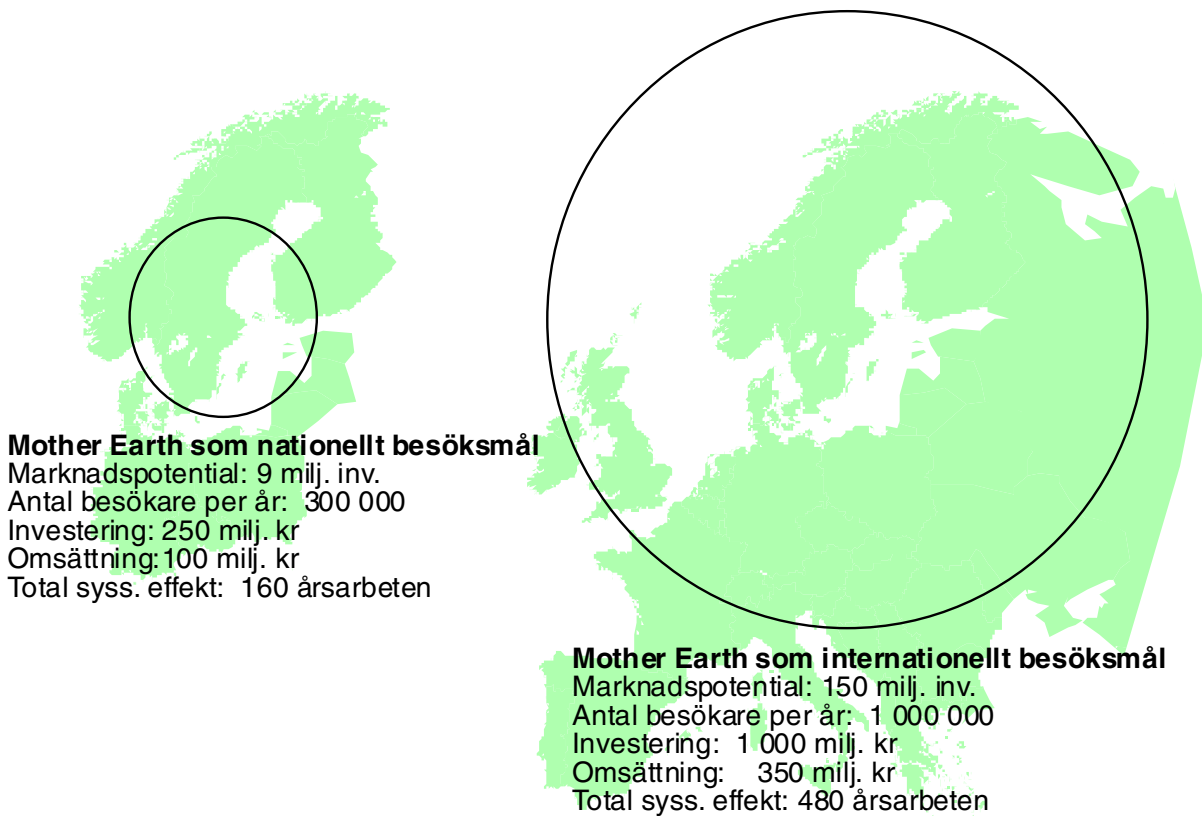 Mother Earth som nationellt besöksmål
Marknadspotential: 9 milj. inv.
Antal besökare per år: 300 000
Investering: 250 milj. kr
Omsättning: 100 milj. kr
Total syss. effekt: 160 årsarbeten
Mother Earth som internationellt besöksmål
Marknadspotential: 150 milj. inv.
Antal besökare per år: 1 000 000
Investering: 1 000 milj. kr
Omsättning: 350 milj. kr
Total syss. effekt: 480 årsarbeten